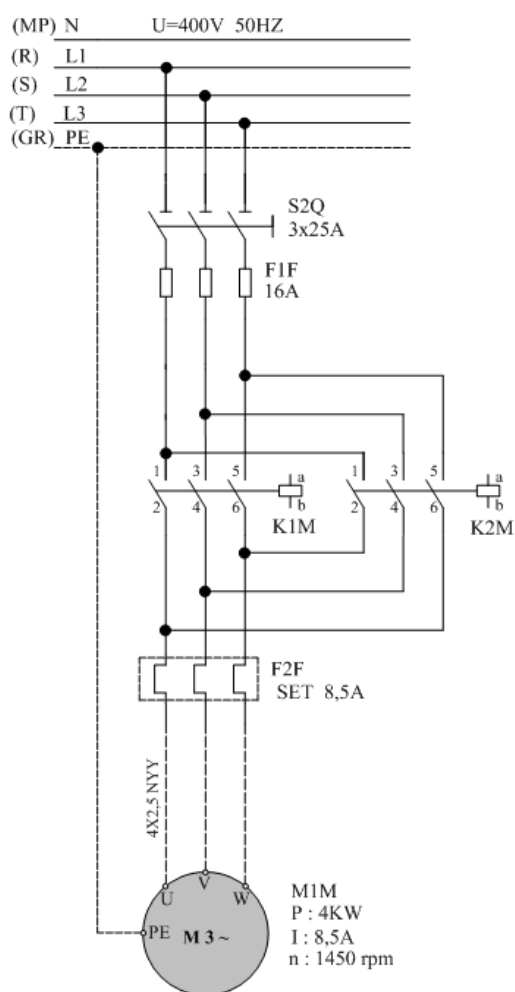 (MP) N U=400V 50HZ
(R) L1
(S) L2
(T) L3
(GR) PE
S2Q
3x25A
F1F
16A
1 3 5 a 1 3 5 a
2 4 6 b 2 4 6 b
K1M K2M
F2F
SET 8,5A
4X2,5 NYY
U V W
PE M 3 ~
M1M
P : 4KW
I : 8,5A
n : 1450 rpm